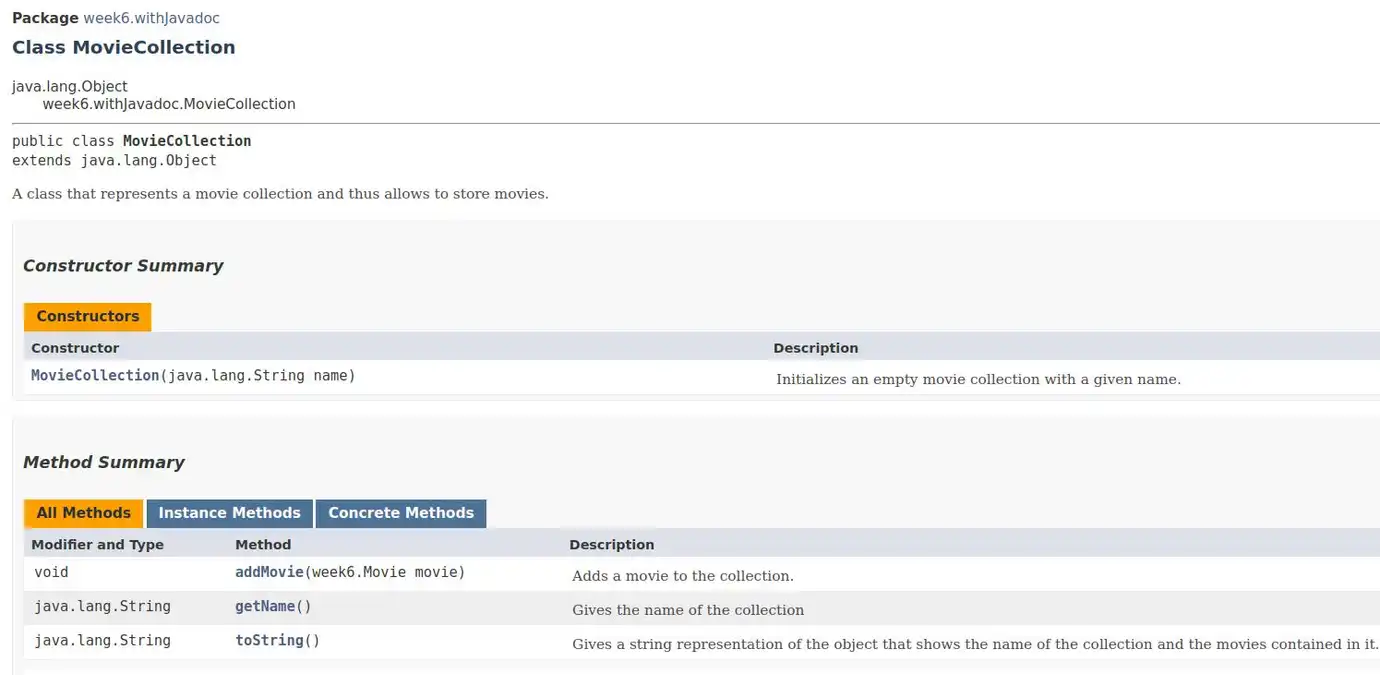 Package week6.withJavadoc
Class MovieCollection
java.lang.Object
week6.withJavadoc.MovieCollection
public class MovieCollection
extends java.lang.Object
A class that represents a movie collection and thus allows to store movies.
Constructor Summary
Constructors
Constructor Description
MovieCollection(java.lang.String name) Initializes an empty movie collection with a given name.
Method Summary
All Methods Instance Methods Concrete Methods
Modifier and Type Method Description
void addMovie(week6.Movie movie) Adds a movie to the collection.
java.lang.String getName() Gives the name of the collection
java.lang.String toString() Gives a string representation of the object that shows the name of the collection and the movies contained in it.